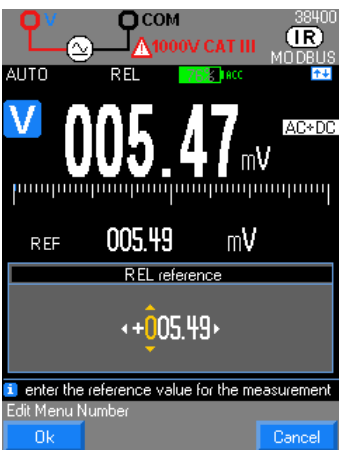 V COM 38400
IR
1000V CAT III MODBUS
AUTO REL ACC
V 005.47 mV AC+DC
REF 005.49 mV
REL reference
+005.49
i enter the reference value for the measurement
Edit Menu Number
Ok Cancel